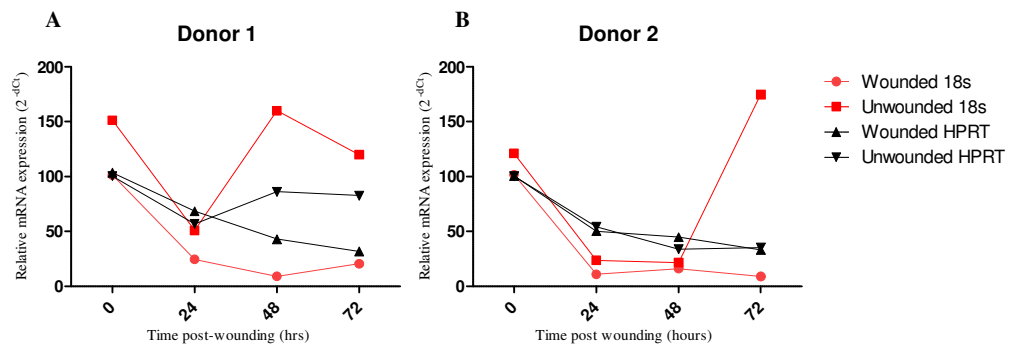 A
Donor 1
Relative mRNA expression (2^-dCt)
200
150
100
50
0
0
24
48
72
Time post-wounding (hrs)
B
Donor 2
Relative mRNA expression (2^-dCt)
200
150
100
50
0
0
24
48
72
Time post wounding (hours)
Wounded 18s
Unwounded 18s
Wounded HPRT
Unwounded HPRT